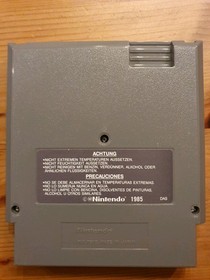 ACHTUNG
•NICHT EXTREMEN TEMPERATUREN AUSSETZEN.
•NICHT FEUCHTIGKEIT AUSSETZEN.
•NICHT REINIGEN MIT BENZIN, VERDÜNNER, ALKOHOL ODER
ÄHNLICHEN FLÜSSIGKEITEN.
PRECAUCIONES
•NO SE DEBE ALMACENAR EN TEMPERATURAS EXTREMAS.
•NO LO SUMERJA NUNCA EN AGUA.
•NO LO LIMPIE CON BENCINA, DISOLVENTES DE PINTURAS,
ALCOHOL U OTROS SIMILARES.
©Nintendo 1985